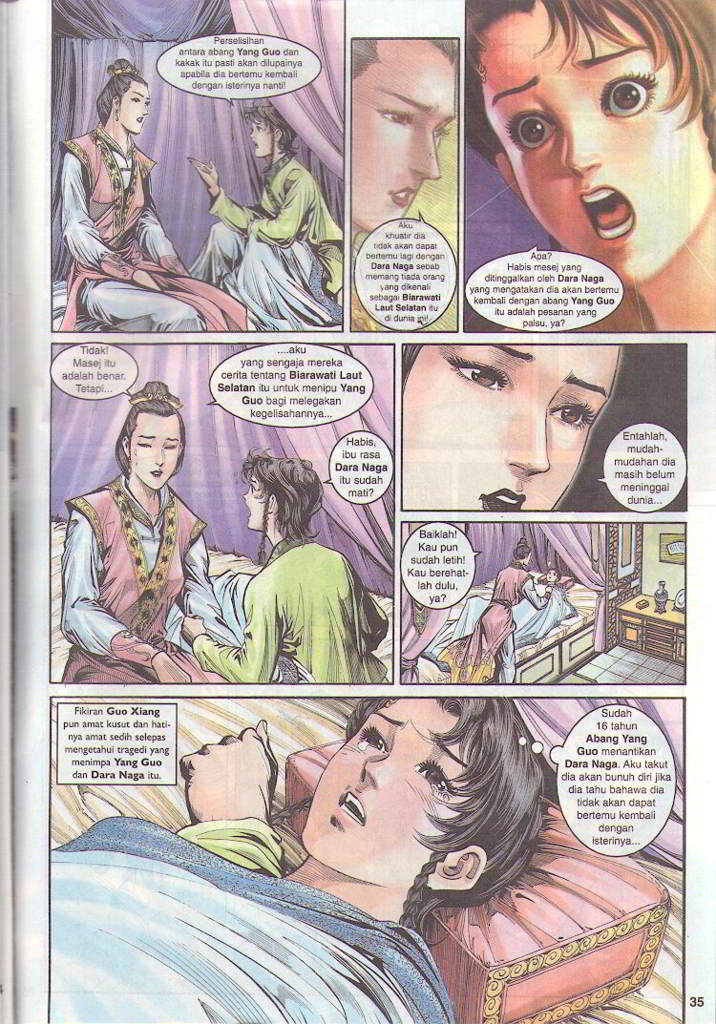 Perselisihan
antara abang Yang Guo dan
kakak itu pasti akan dilupainya
apabila dia bertemu kembali
dengan isterinya nanti!
Aku
khuatir dia
tidak akan dapat
bertemu lagi dengan
Dara Naga sebab
memang tiada orang
yang dikenali
sebagai Biarawati
Laut Selatan itu
di dunia ini!
Apa?
Habis mesej yang
ditinggalkan oleh Dara Naga
yang mengatakan dia akan bertemu
kembali dengan abang Yang Guo
itu adalah pesanan yang
palsu, ya?
Tidak!
Masej itu
adalah benar.
Tetapi...
....aku
yang sengaja mereka
cerita tentang Biarawati Laut
Selatan itu untuk menipu Yang
Guo bagi melegakan
kegelisahannya...
Habis,
ibu rasa
Dara Naga
itu sudah
mati?
Entahlah,
mudah-
mudahan dia
masih belum
meninggal
dunia...
Baiklah!
Kau pun
sudah letih!
Kau berehat-
lah dulu,
ya?
Fikiran Guo Xiang
pun amat kusut dan hati-
nya amat sedih selepas
mengetahui tragedi yang
menimpa Yang Guo
dan Dara Naga itu.
Sudah
16 tahun
Abang Yang
Guo menantikan
Dara Naga. Aku takut
dia akan bunuh diri jika
dia tahu bahawa dia
tidak akan dapat
bertemu kembali
dengan
isterinya...
35